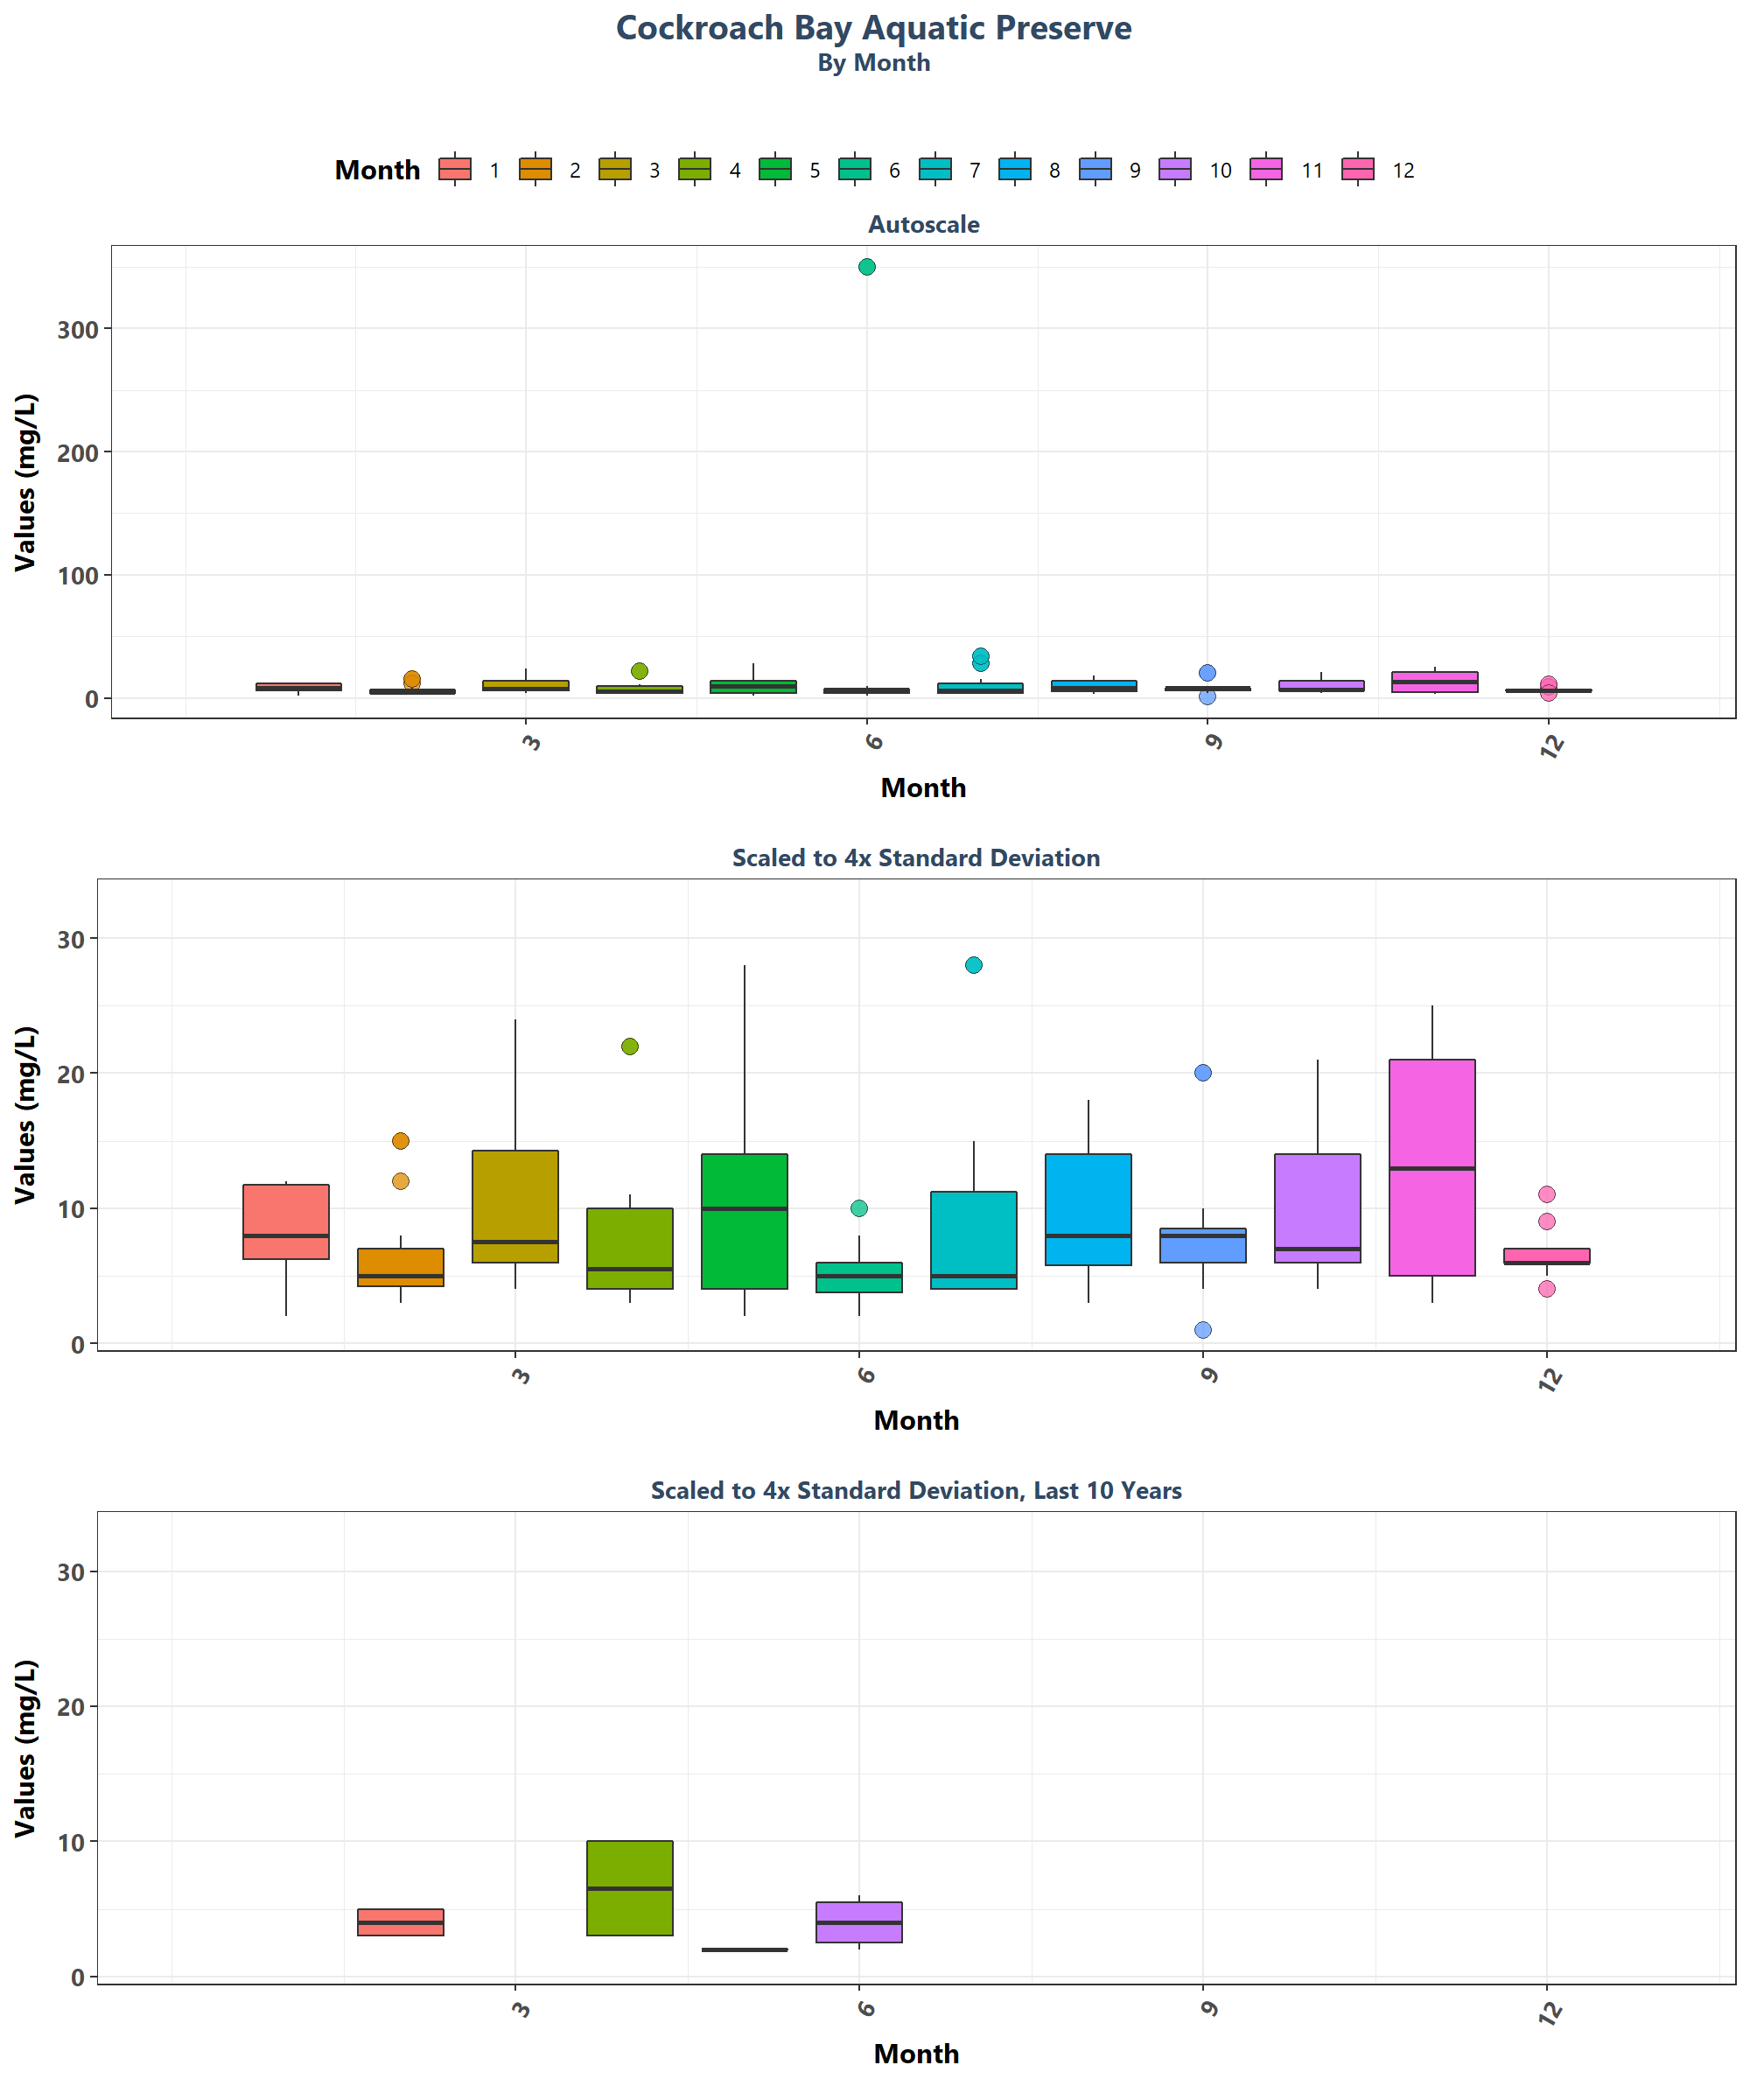 Cockroach Bay Aquatic Preserve
By Month
Month 1 2 3 4 5 6 7 8 9 10 11 12
Autoscale
Values (mg/L)
300
200
100
0
3 6 9 12
Month
Scaled to 4x Standard Deviation
Values (mg/L)
30
20
10
0
3 6 9 12
Month
Scaled to 4x Standard Deviation, Last 10 Years
Values (mg/L)
30
20
10
0
3 6 9 12
Month